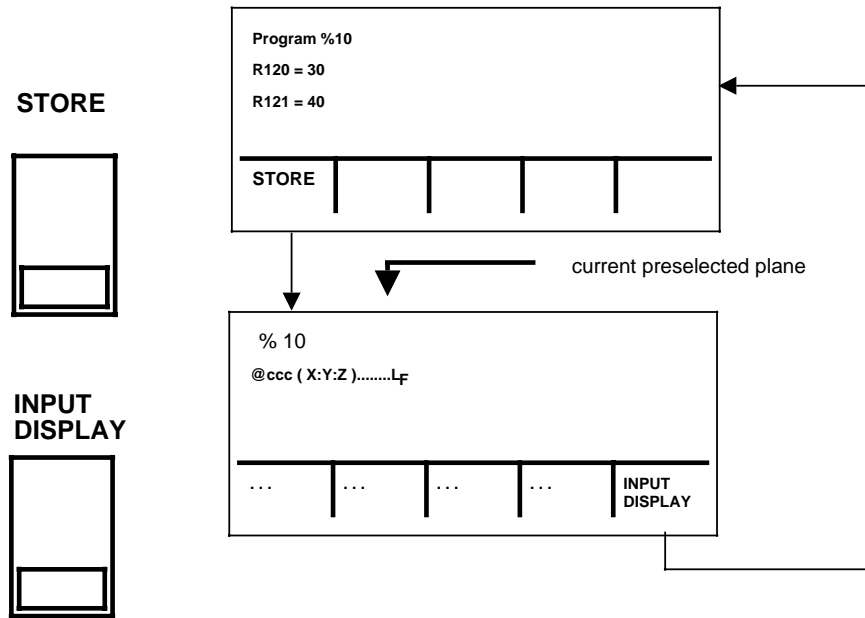 Program %10
R120 = 30
R121 = 40
STORE
STORE
current preselected plane
% 10
@ccc ( X:Y:Z )........LF
INPUT
DISPLAY
... ... ... ... INPUT
DISPLAY